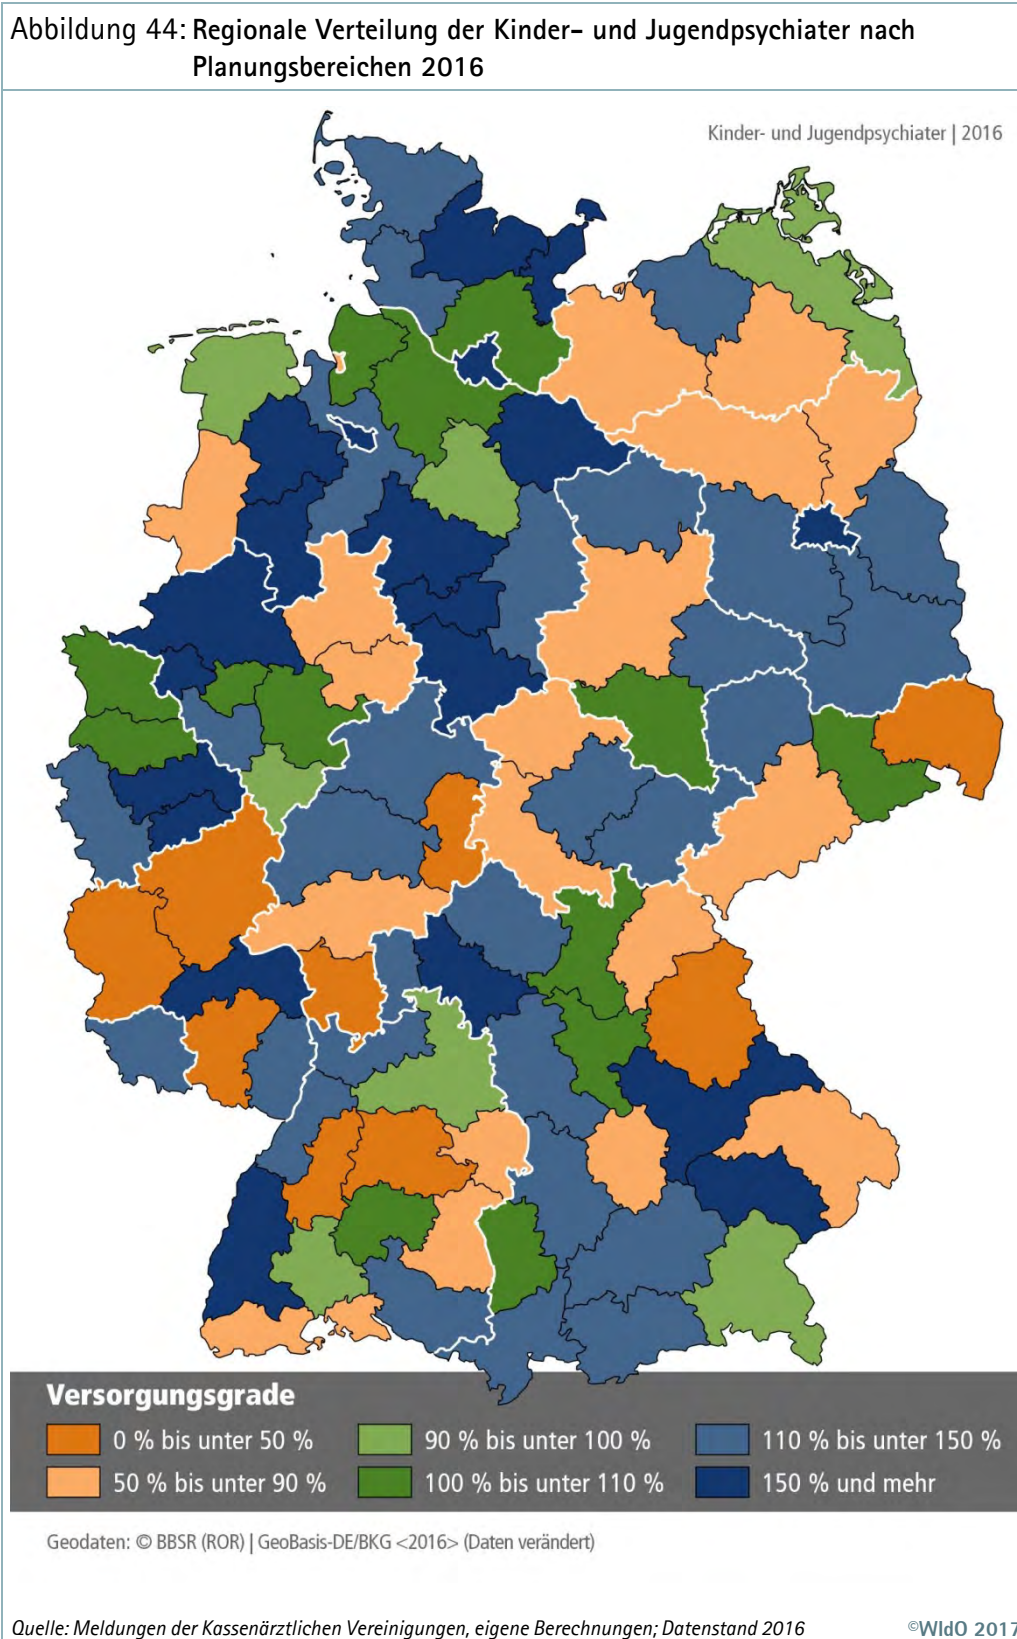 Abbildung 44: Regionale Verteilung der Kinder- und Jugendpsychiater nach
Planungsbereichen 2016
Kinder- und Jugendpsychiater | 2016
Versorgungsgrade
0 % bis unter 50 %
90 % bis unter 100 %
110 % bis unter 150 %
50 % bis unter 90 %
100 % bis unter 110 %
150 % und mehr
Geodaten: © BBSR (ROR) | GeoBasis-DE/BKG <2016> (Daten verändert)
Quelle: Meldungen der Kassenärztlichen Vereinigungen, eigene Berechnungen; Datenstand 2016
©WIdO 2017